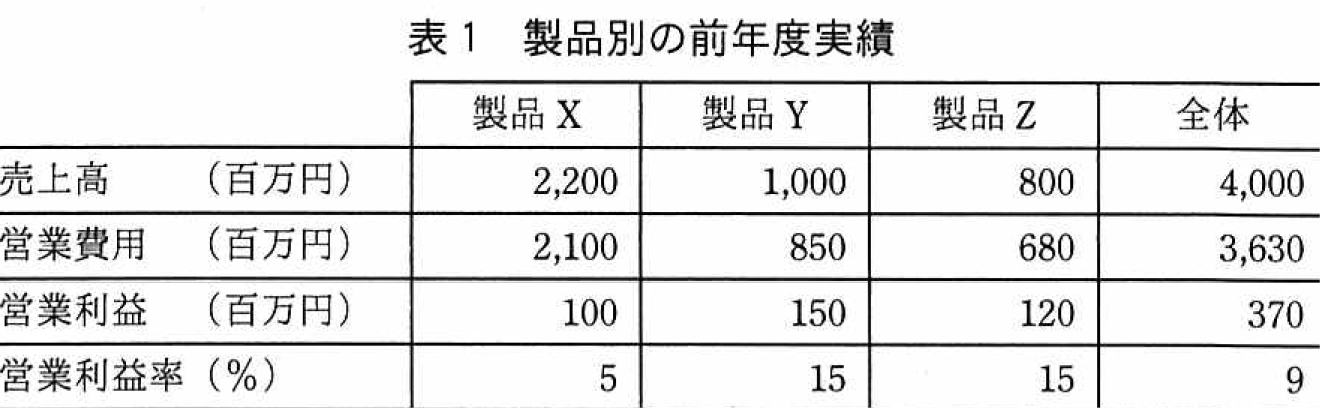 表1 製品別の前年度実績
製品X 製品Y 製品Z 全体
売上高 （百万円） 2,200 1,000 800 4,000
営業費用 （百万円） 2,100 850 680 3,630
営業利益 （百万円） 100 150 120 370
営業利益率（%） 5 15 15 9